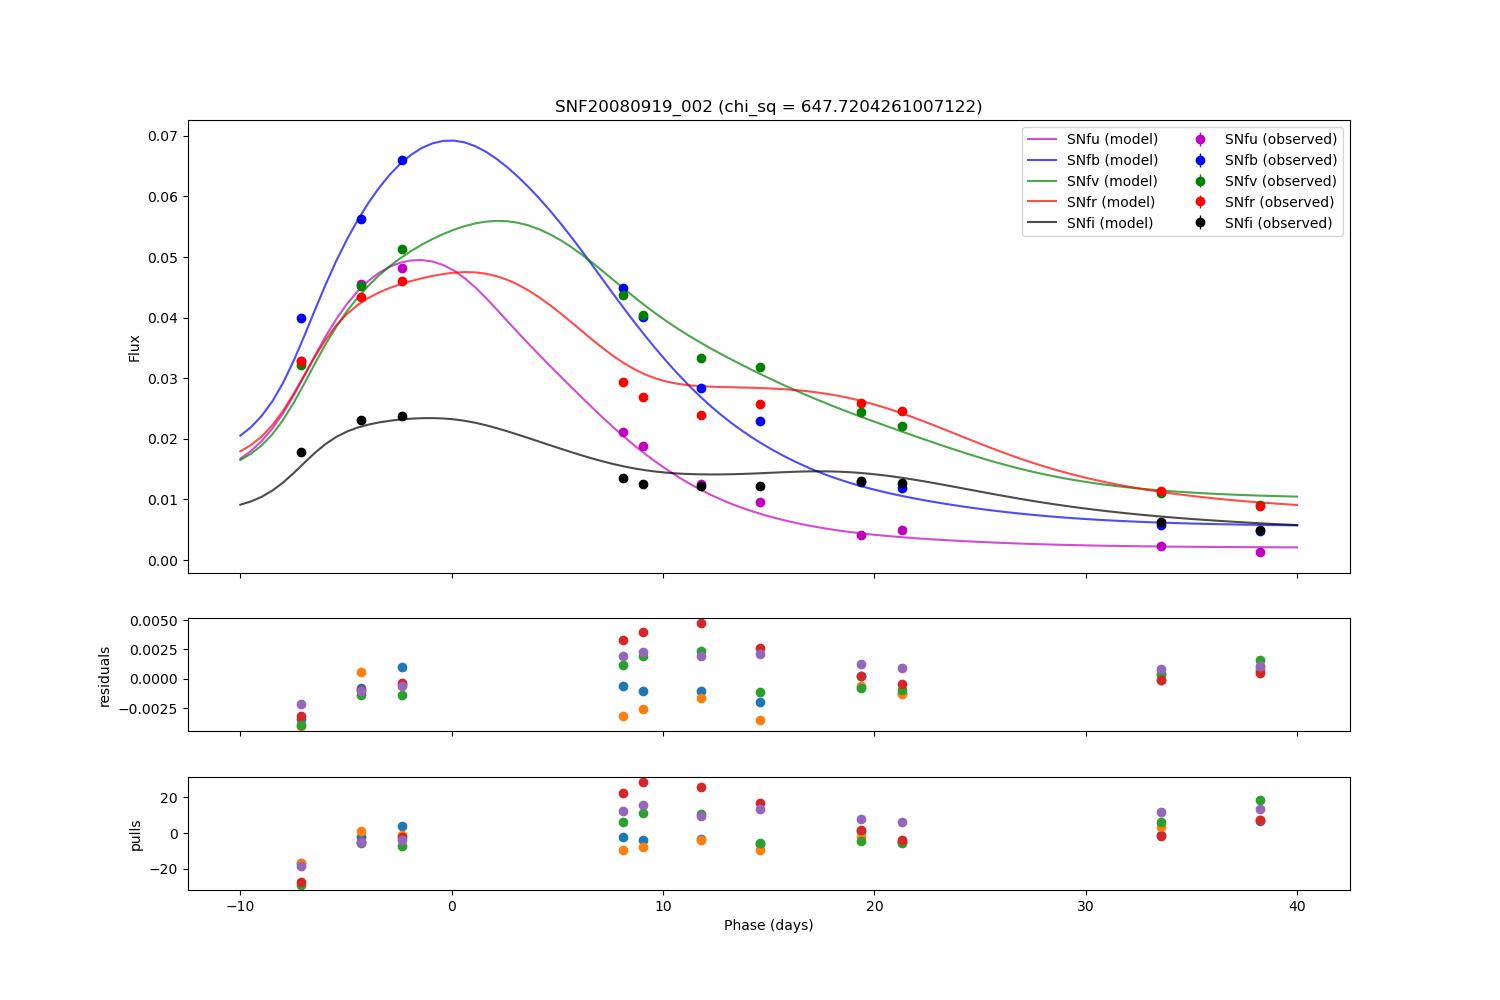 SNF20080919_002 (chi_sq = 647.7204261007122)
0.07
0.06
0.05
0.04
0.03
0.02
0.01
0.00
Flux
SNfu (model) SNfu (observed)
SNfb (model) SNfb (observed)
SNfv (model) SNfv (observed)
SNfr (model) SNfr (observed)
SNfi (model) SNfi (observed)
0.0050
0.0025
0.0000
−0.0025
residuals
20
0
−20
pulls
−10 0 10 20 30 40
Phase (days)